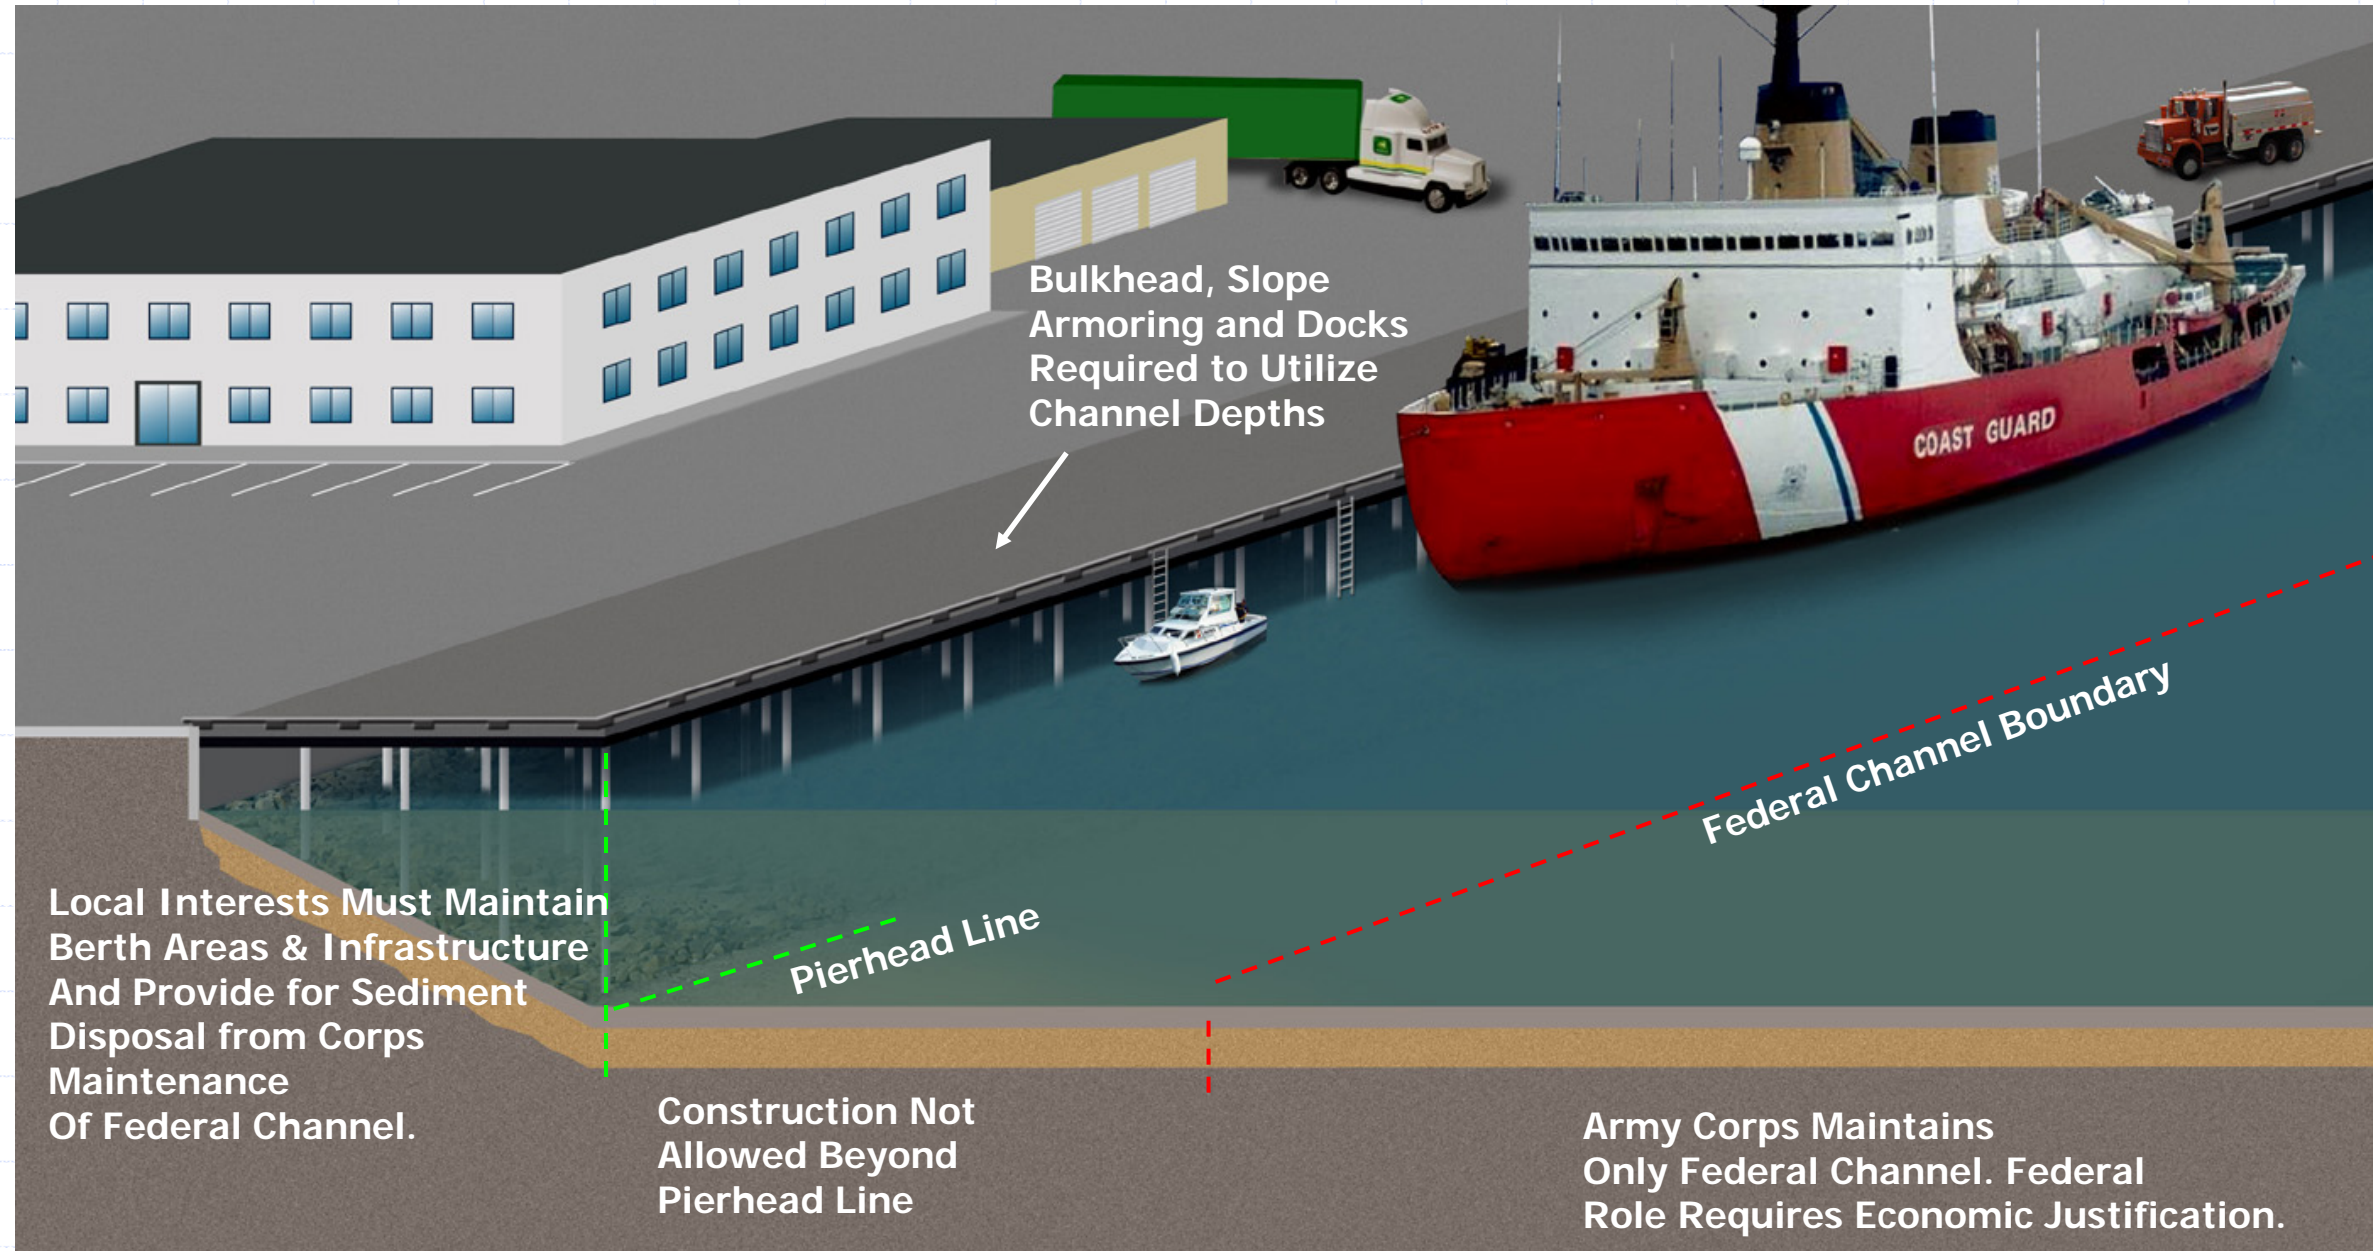 Bulkhead, Slope
Armoring and Docks
Required to Utilize
Channel Depths
COAST GUARD
Federal Channel Boundary
Pierhead Line
Local Interests Must Maintain
Berth Areas & Infrastructure
And Provide for Sediment
Disposal from Corps
Maintenance
Of Federal Channel.
Construction Not
Allowed Beyond
Pierhead Line
Army Corps Maintains
Only Federal Channel. Federal
Role Requires Economic Justification.